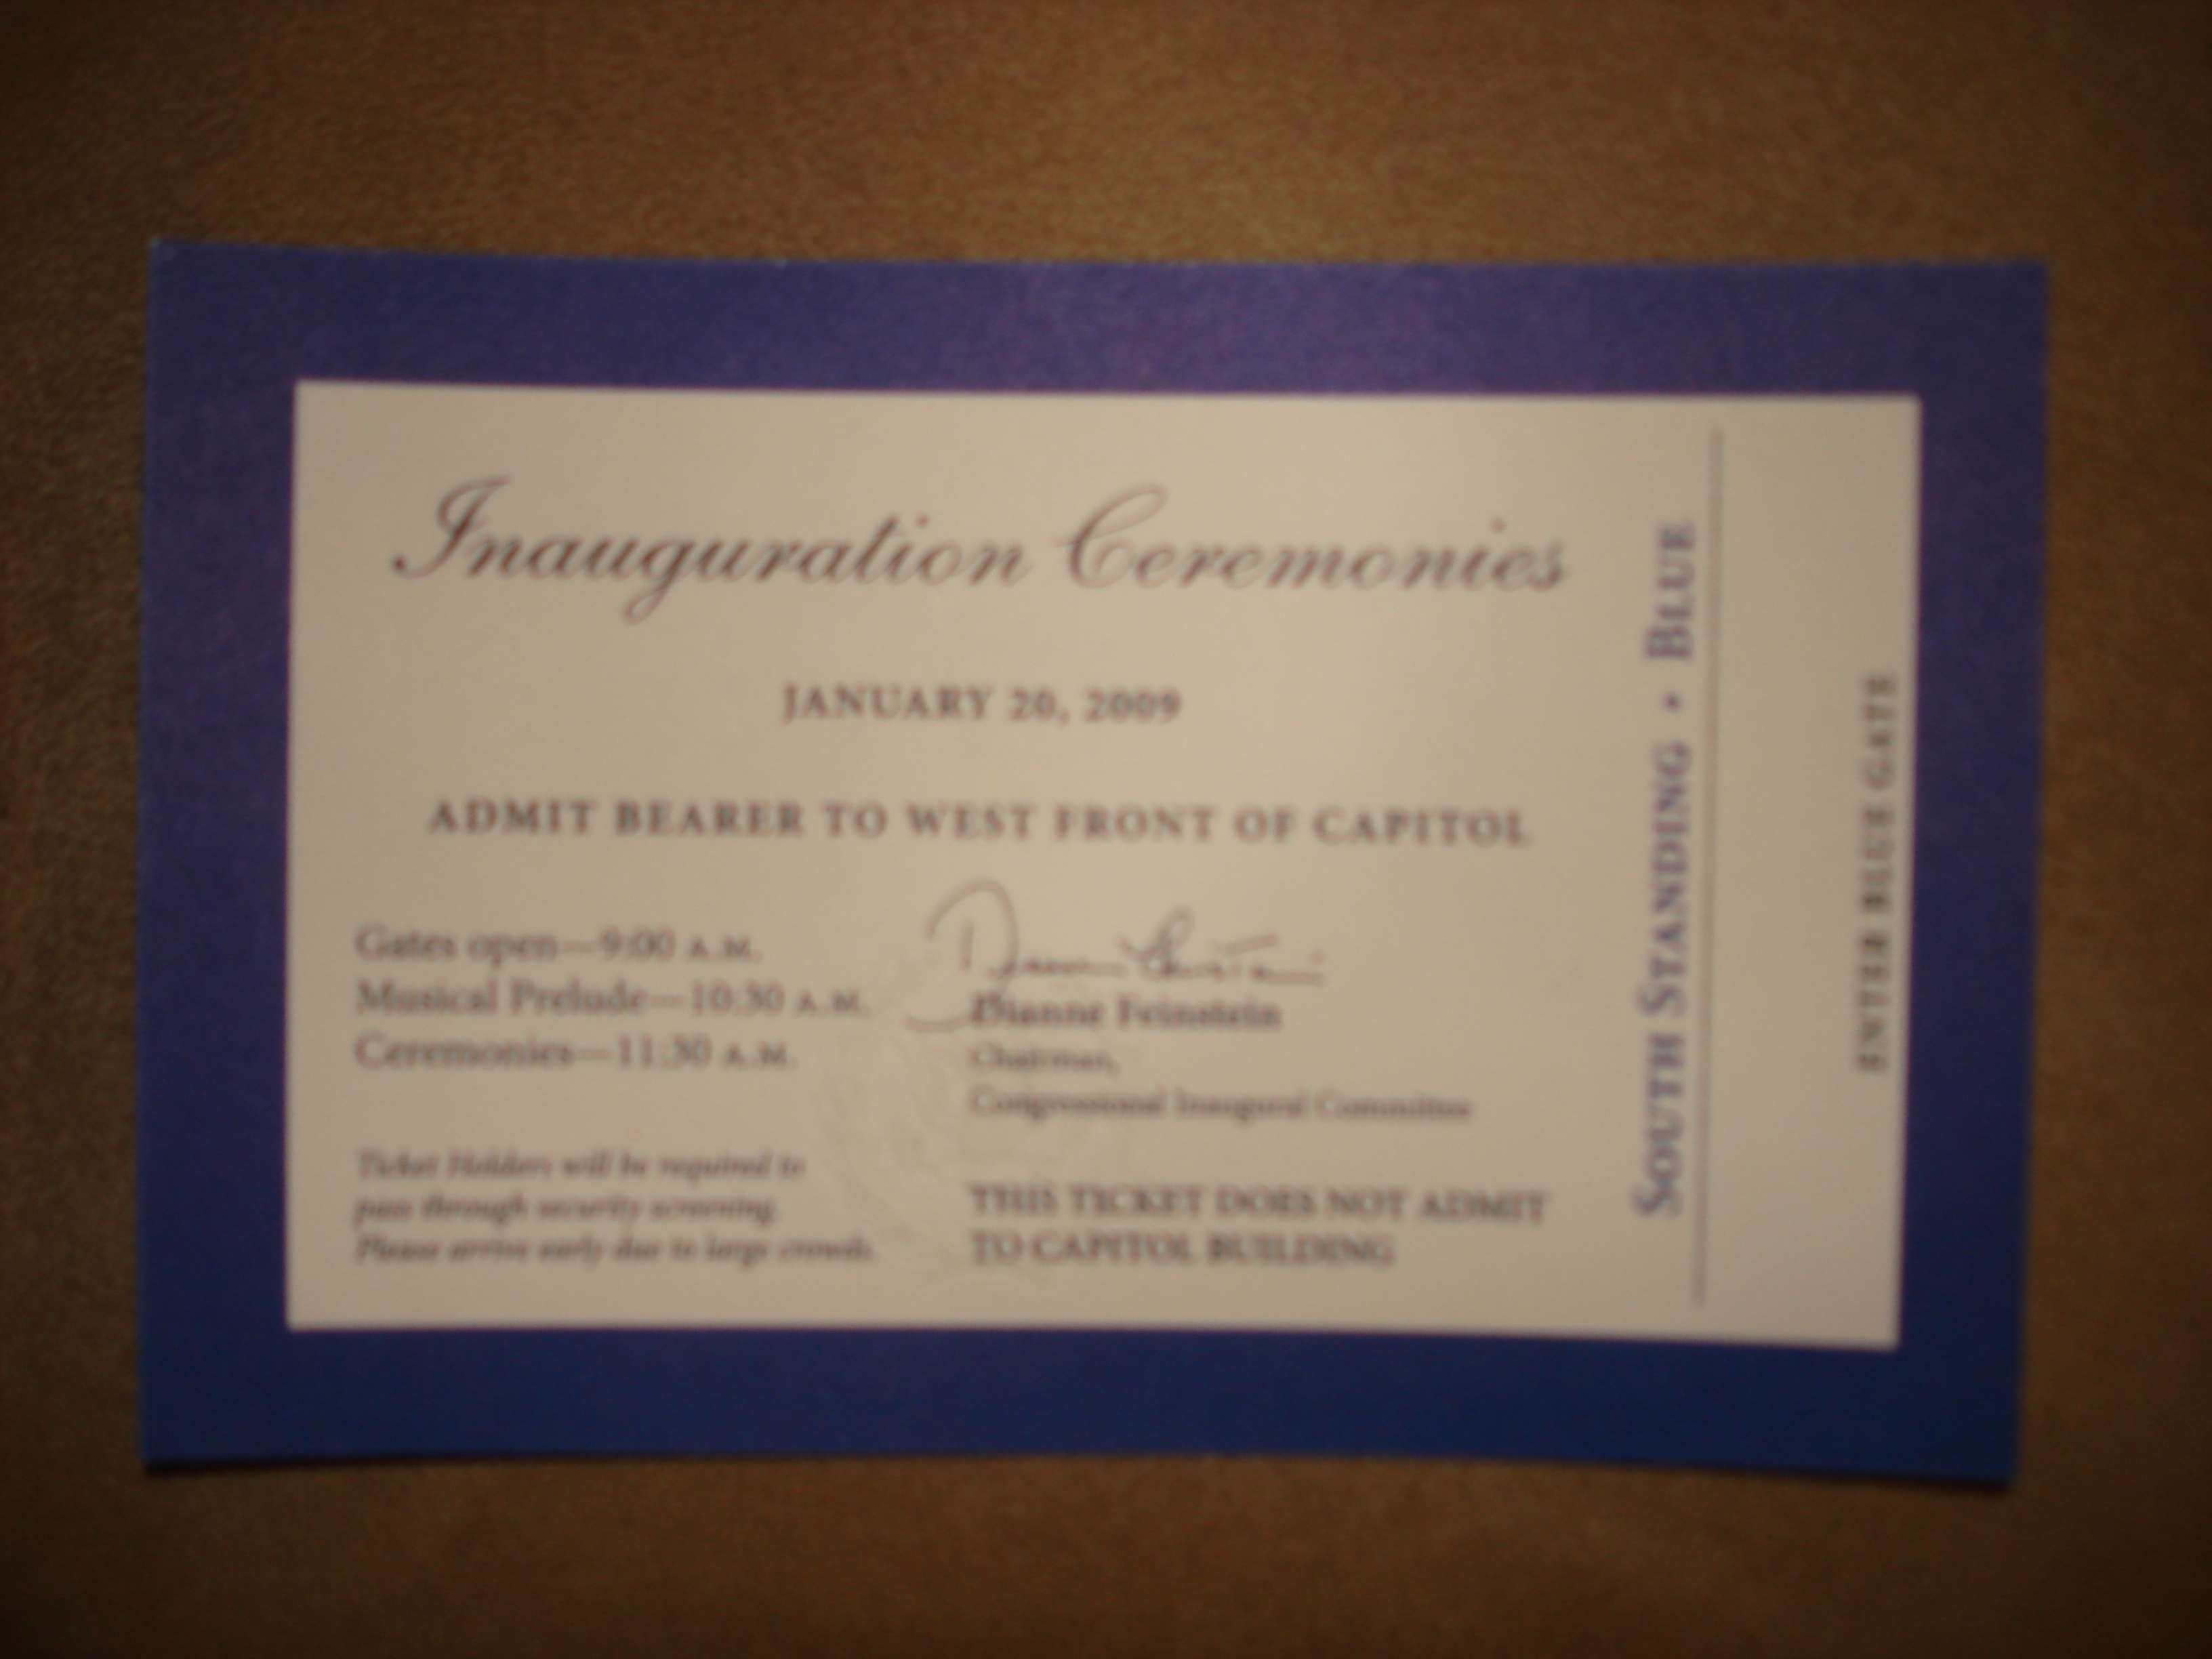 Inauguration Ceremonies
JANUARY 20, 2009
ADMIT BEARER TO WEST FRONT OF CAPITOL
Gates open—9:00 A.M.
Musical Prelude—10:30 A.M.
Ceremonies—11:30 A.M.
Ticket Holders will be required to
pass through security screening.
Please arrive early due to large crowds.
Dianne Feinstein
Dianne Feinstein
Chairman,
Congressional Inaugural Committee
THIS TICKET DOES NOT ADMIT
TO CAPITOL BUILDING
SOUTH STANDING • BLUE
ENTER BLUE GATE